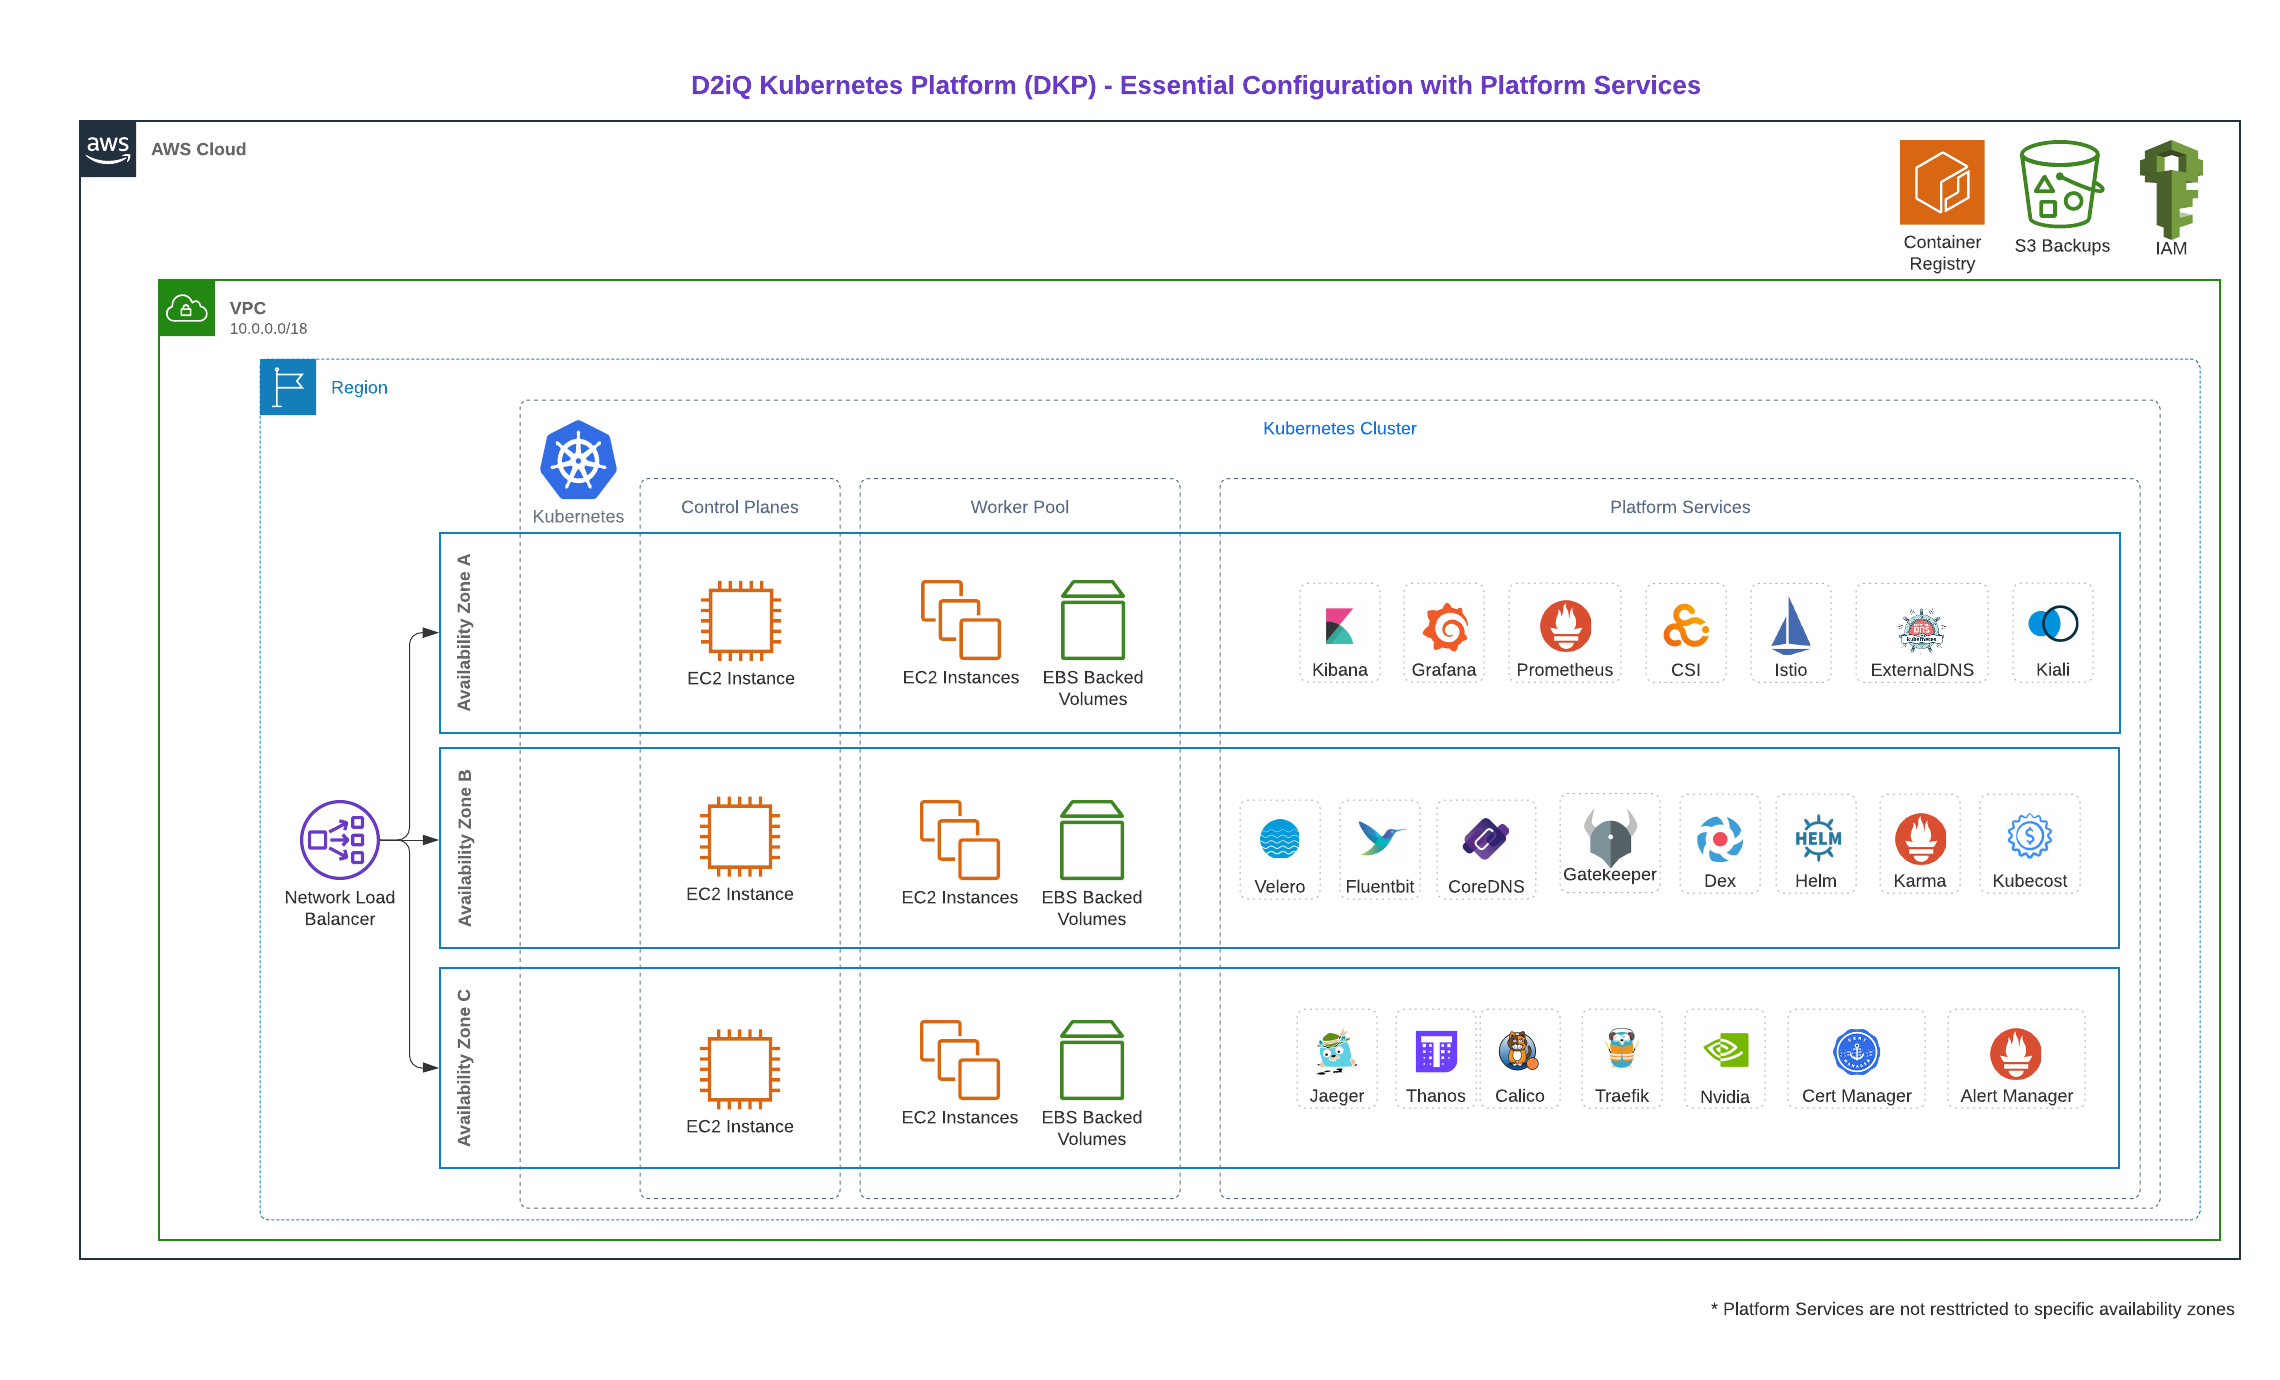 D2iQ Kubernetes Platform (DKP) - Essential Configuration with Platform Services
aws
AWS Cloud
Container
Registry
S3 Backups
IAM
VPC
10.0.0.0/18
Region
Kubernetes Cluster
Kubernetes
Control Planes
Worker Pool
Platform Services
Availability Zone A
EC2 Instance
EC2 Instances
EBS Backed
Volumes
Kibana
Grafana
Prometheus
CSI
Istio
DNS
kubernetes
ExternalDNS
Kiali
Network Load
Balancer
Availability Zone B
EC2 Instance
EC2 Instances
EBS Backed
Volumes
Velero
Fluentbit
CoreDNS
Gatekeeper
Dex
HELM
Helm
Karma
$
Kubecost
Availability Zone C
EC2 Instance
EC2 Instances
EBS Backed
Volumes
Jaeger
T
Thanos
Calico
Traefik
Nvidia
CERT
MANAGER
Cert Manager
Alert Manager
* Platform Services are not resttricted to specific availability zones